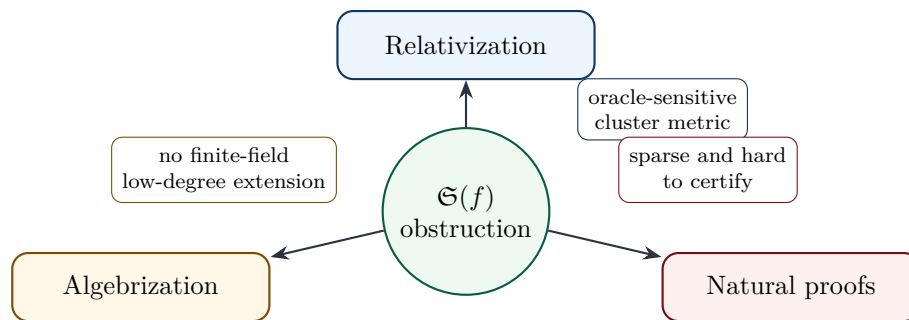 Relativization
oracle-sensitive
cluster metric
no finite-field
low-degree extension
sparse and hard
to certify
𝔖(f)
obstruction
Algebrization
Natural proofs